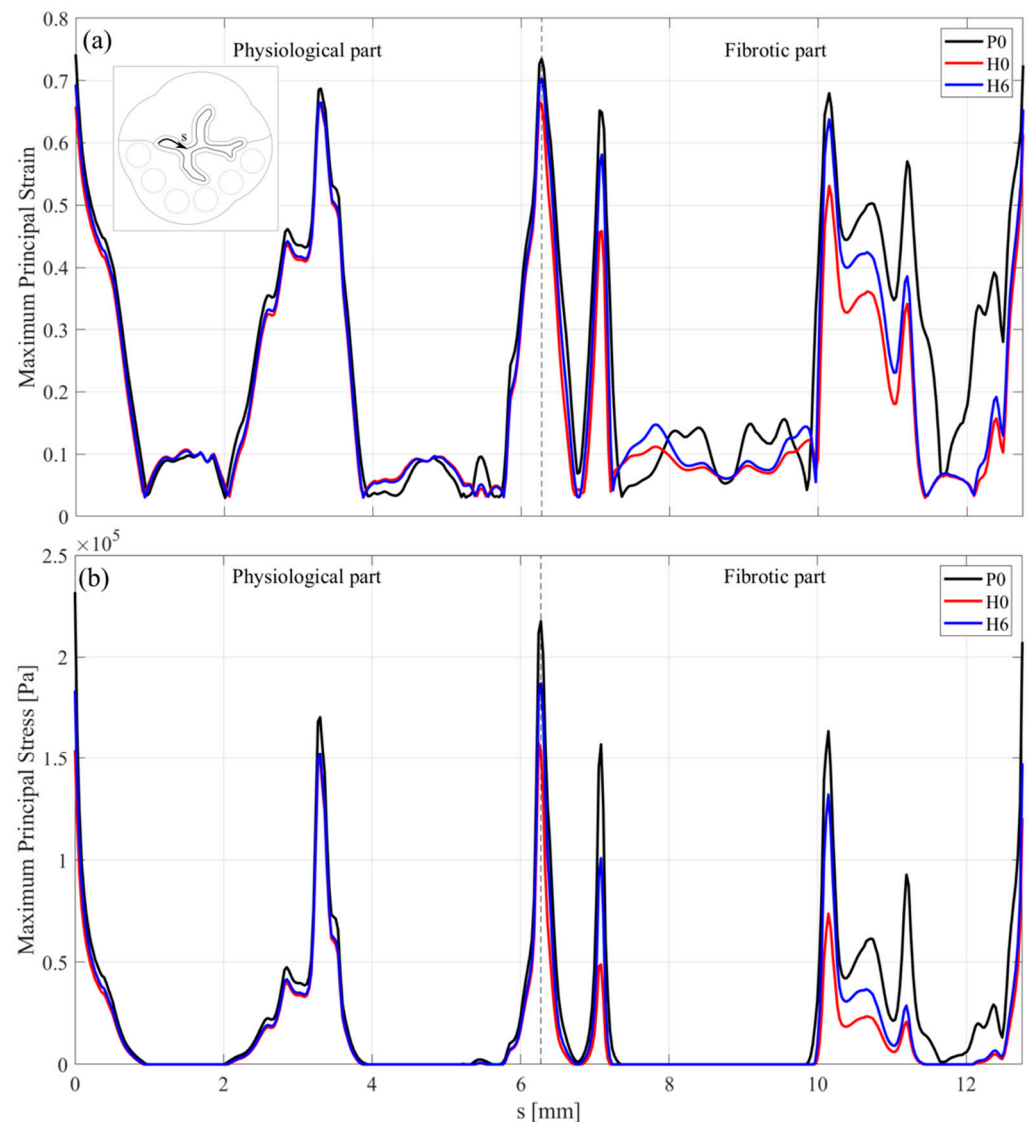 (a)
Physiological part
Fibrotic part
P0
H0
H6
s
Maximum Principal Strain
0.8
0.7
0.6
0.5
0.4
0.3
0.2
0.1
0
×10⁵
(b)
Physiological part
Fibrotic part
P0
H0
H6
Maximum Principal Stress [Pa]
2.5
2
1.5
1
0.5
0
0 2 4 6 8 10 12
s [mm]